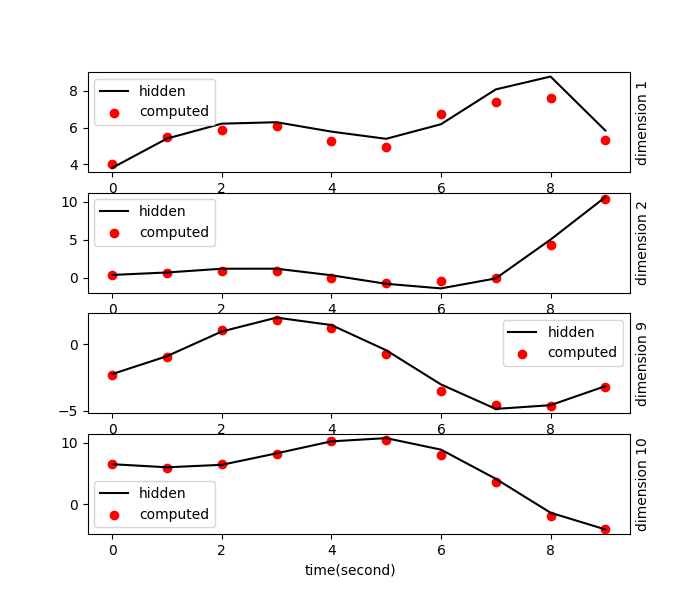 8
6
4
hidden
computed
dimension 1
0 2 4 6 8
10
5
0
hidden
computed
dimension 2
0 2 4 6 8
0
−5
hidden
computed
dimension 9
0 2 4 6 8
10
0
hidden
computed
dimension 10
0 2 4 6 8
time(second)